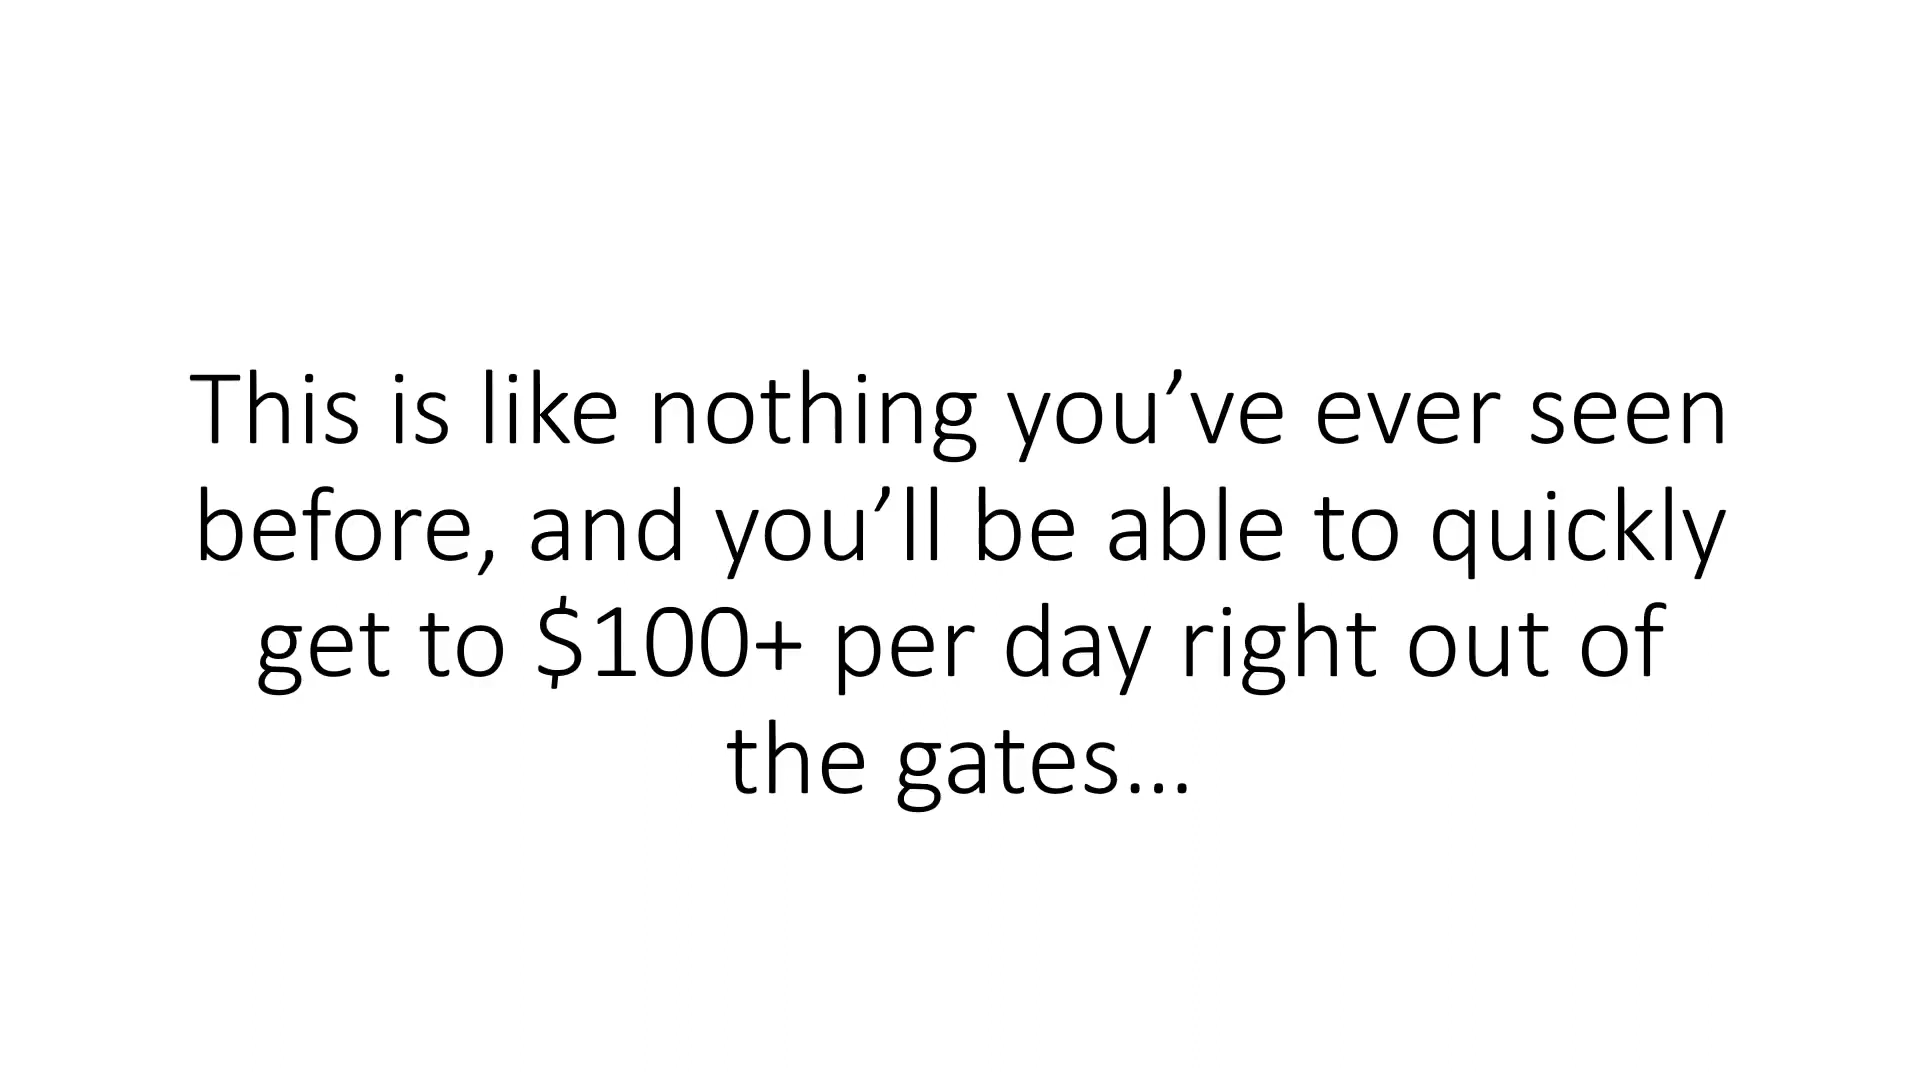 This is like nothing you’ve ever seen
before, and you’ll be able to quickly
get to $100+ per day right out of
the gates…